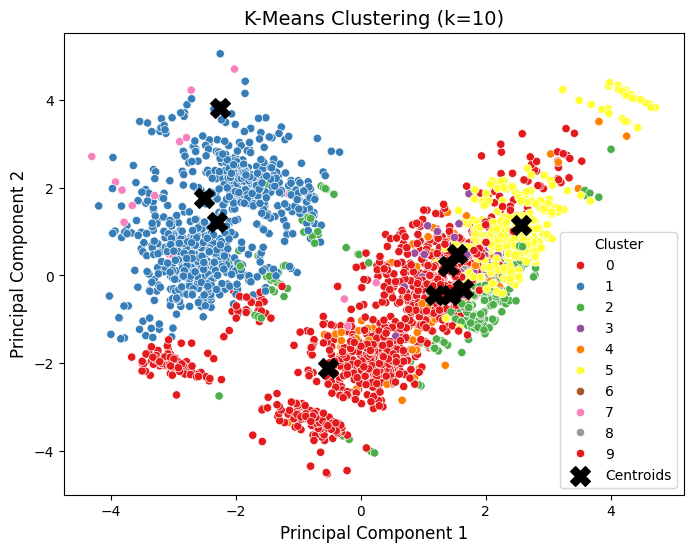 K-Means Clustering (k=10)
Principal Component 2
4
2
0
−2
−4
Cluster
0
1
2
3
4
5
6
7
8
9
Centroids
−4 −2 0 2 4
Principal Component 1